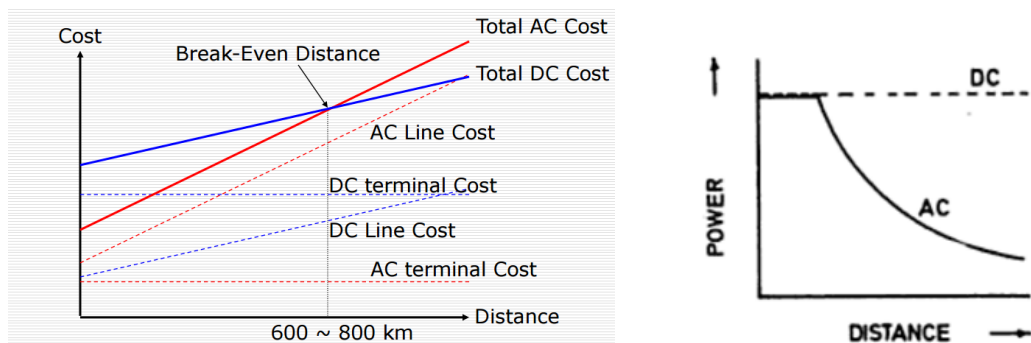 Cost
Total AC Cost
Break-Even Distance
Total DC Cost
AC Line Cost
DC terminal Cost
DC Line Cost
AC terminal Cost
Distance
600 ~ 800 km
DC
AC
POWER
DISTANCE